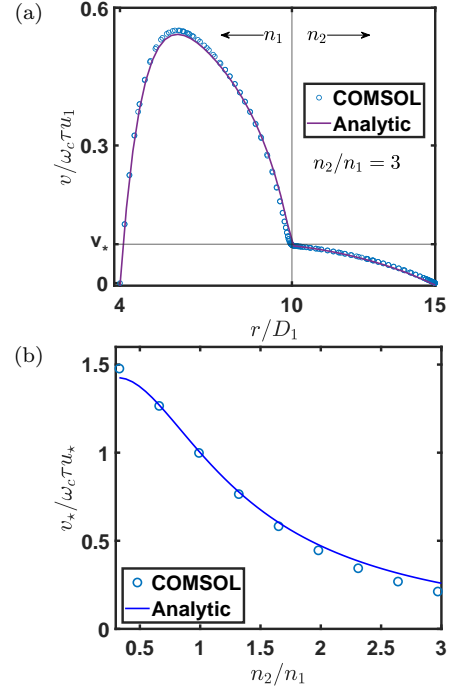 (a)
0.6
0.3
v⋆
0
v/ω_cτu_1
← n_1 n_2 →
COMSOL
Analytic
n_2/n_1 = 3
4 10 15
r/D_1
(b)
1.5
1
0.5
0
v_⋆/ω_cτu_⋆
COMSOL
Analytic
0.5 1 1.5 2 2.5 3
n_2/n_1